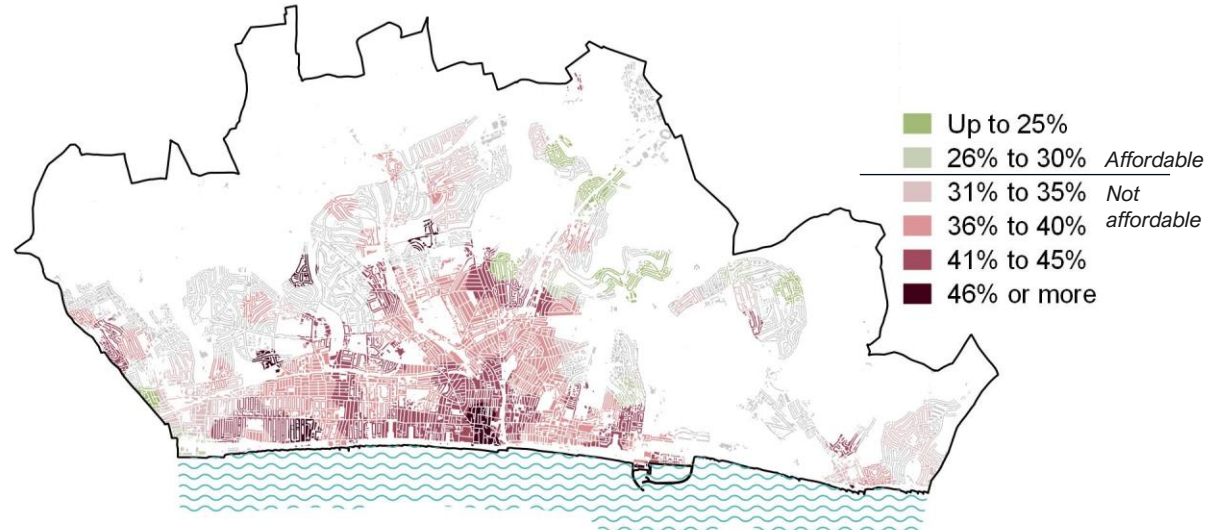 Up to 25%
26% to 30% Affordable
31% to 35% Not
affordable
36% to 40%
41% to 45%
46% or more